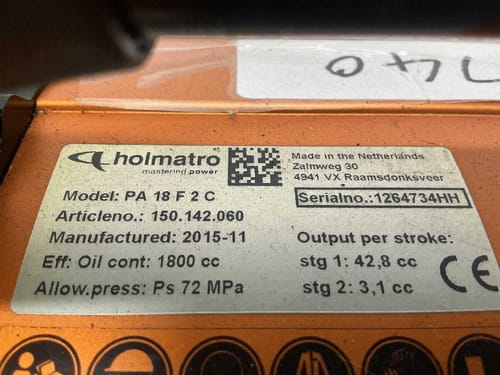 740
holmatro
mastering power
Made in the Netherlands
Zalmweg 30
4941 VX Raamsdonksveer
Model: PA 18 F 2 C
Serialno.:1264734HH
Articleno.: 150.142.060
Manufactured: 2015-11
Output per stroke:
Eff: Oil cont: 1800 cc
stg 1: 42,8 cc
Allow.press: Ps 72 MPa
stg 2: 3,1 cc
CE